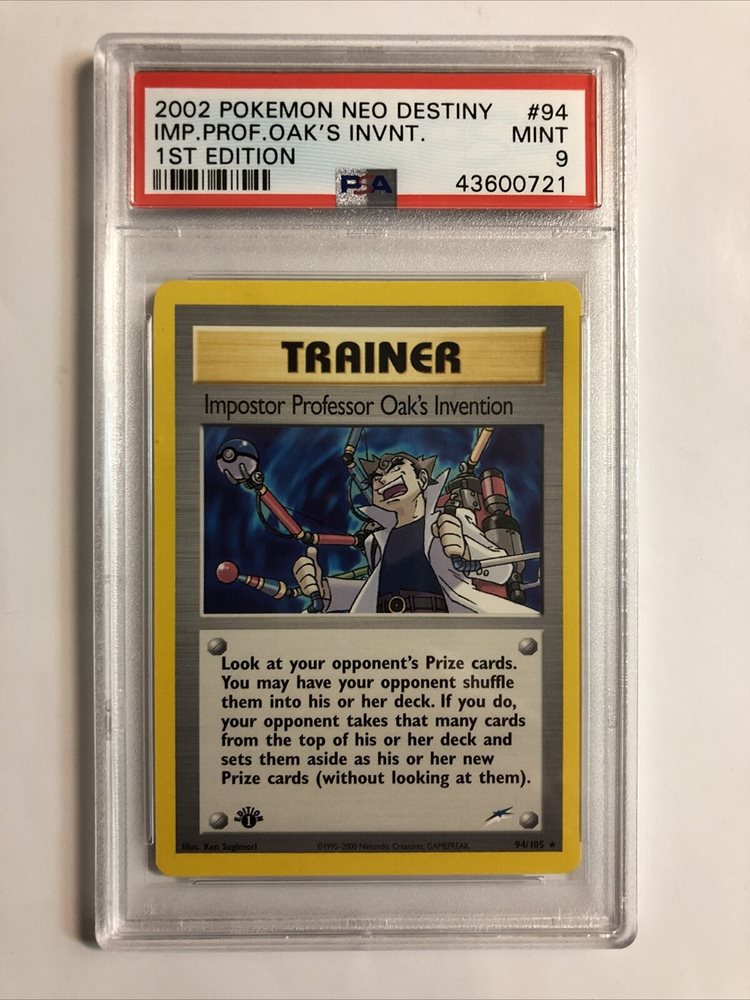 2002 POKEMON NEO DESTINY #94
IMP.PROF.OAK'S INVNT. MINT
1ST EDITION 9
PSA 43600721
TRAINER
Impostor Professor Oak's Invention
Look at your opponent's Prize cards.
You may have your opponent shuffle
them into his or her deck. If you do,
your opponent takes that many cards
from the top of his or her deck and
sets them aside as his or her new
Prize cards (without looking at them).
EDITION
1
Illus. Ken Sugimori ©1995-2000 Nintendo, Creatures, GAMEFREAK 94/105 ★